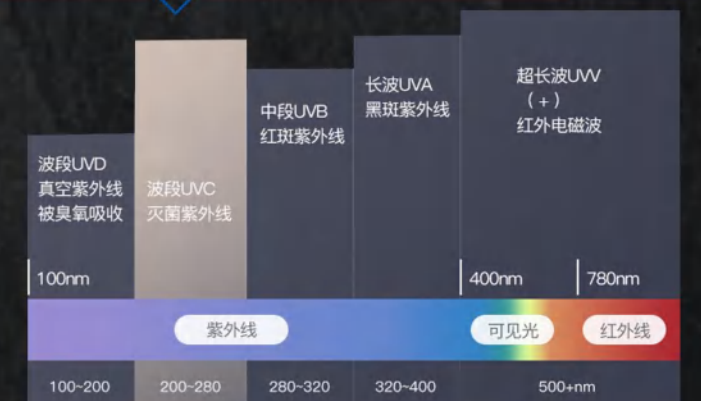 波段UVD
真空紫外线
被臭氧吸收
波段UVC
灭菌紫外线
中段UVB
红斑紫外线
长波UVA
黑斑紫外线
超长波UVV
（+）
红外电磁波
100nm
400nm
780nm
紫外线
可见光
红外线
100~200
200~280
280~320
320~400
500+nm